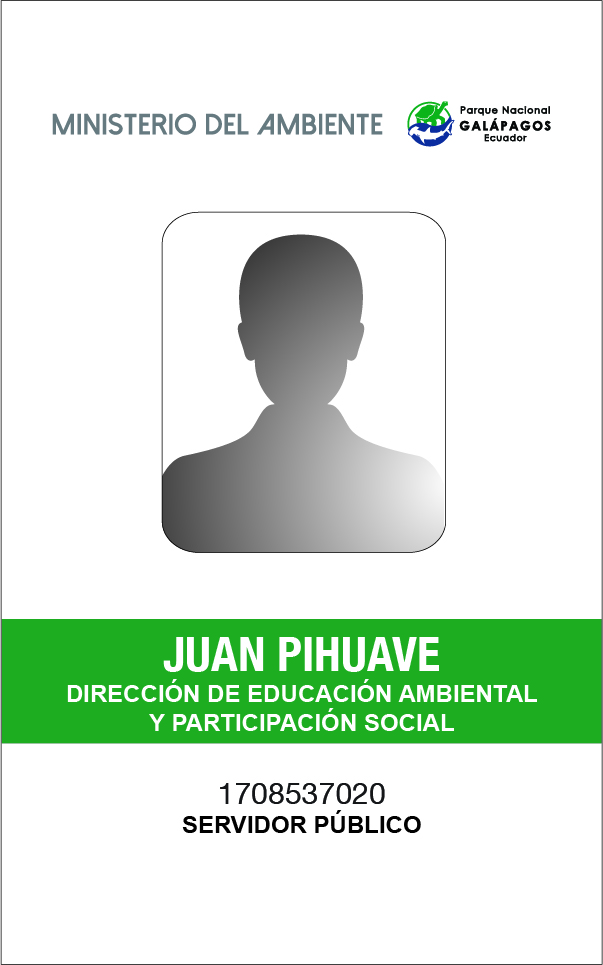 MINISTERIO DEL AMBIENTE
Parque Nacional
GALÁPAGOS
Ecuador
JUAN PIHUAVE
DIRECCIÓN DE EDUCACIÓN AMBIENTAL
Y PARTICIPACIÓN SOCIAL
1708537020
SERVIDOR PÚBLICO